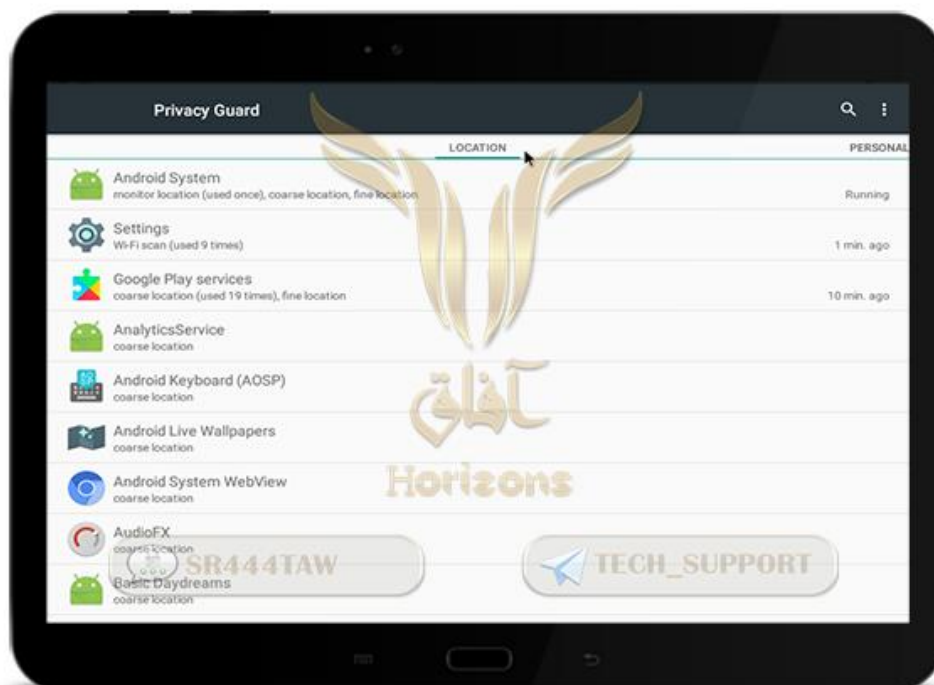 Privacy Guard
LOCATION
PERSONAL
Android System
monitor location (used once), coarse location, fine location
Running
Settings
Wi-Fi scan (used 9 times)
1 min. ago
Google Play services
coarse location (used 19 times), fine location
10 min. ago
AnalyticsService
coarse location
Android Keyboard (AOSP)
coarse location
آفاق
Android Live Wallpapers
coarse location
Horizons
Android System WebView
coarse location
AudioFX
coarse location
SR444TAW
TECH_SUPPORT
Basic Daydreams
coarse location